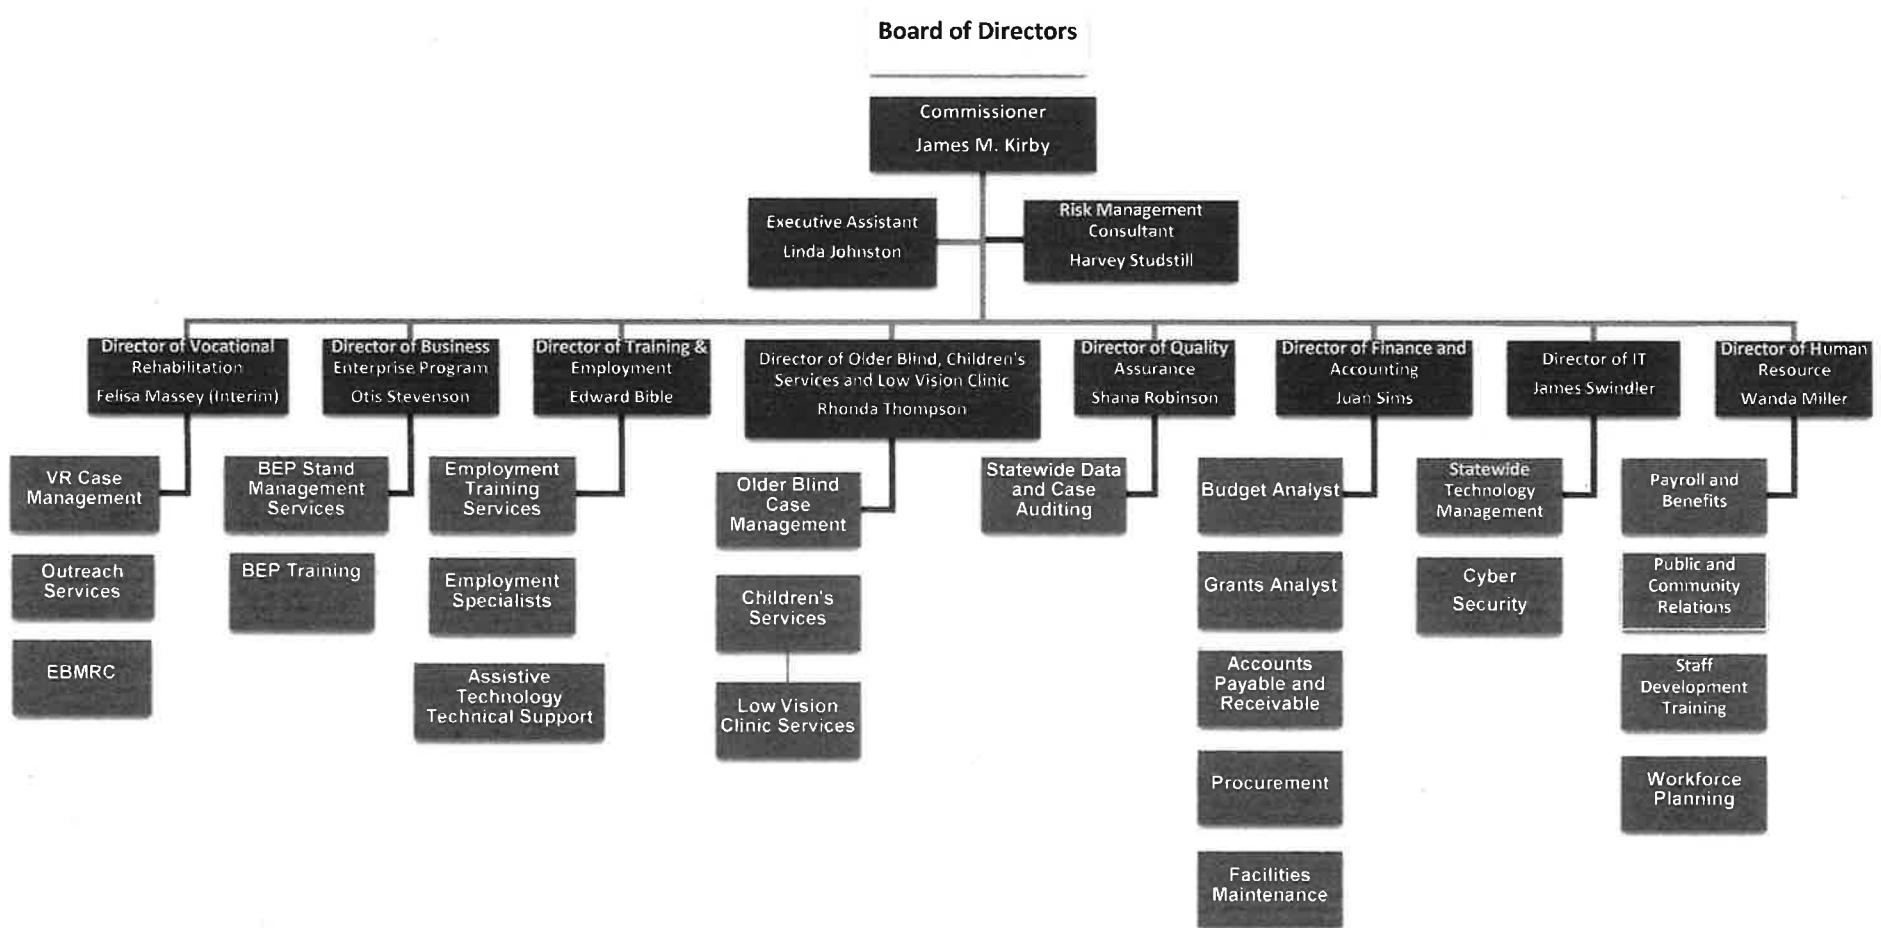 Board of Directors
Commissioner
James M. Kirby
Executive Assistant
Linda Johnston
Risk Management
Consultant
Harvey Studstill
Director of Vocational
Rehabilitation
Felisa Massey (Interim)
Director of Business
Enterprise Program
Otis Stevenson
Director of Training &
Employment
Edward Bible
Director of Older Blind, Children's
Services and Low Vision Clinic
Rhonda Thompson
Director of Quality
Assurance
Shana Robinson
Director of Finance and
Accounting
Juan Sims
Director of IT
James Swindler
Director of Human
Resource
Wanda Miller
VR Case
Management
Outreach
Services
EBMRC
BEP Stand
Management
Services
BEP Training
Employment
Training
Services
Employment
Specialists
Assistive
Technology
Technical Support
Older Blind
Case
Management
Children's
Services
Low Vision
Clinic Services
Statewide Data
and Case
Auditing
Budget Analyst
Grants Analyst
Accounts
Payable and
Receivable
Procurement
Facilities
Maintenance
Statewide
Technology
Management
Cyber
Security
Payroll and
Benefits
Public and
Community
Relations
Staff
Development
Training
Workforce
Planning